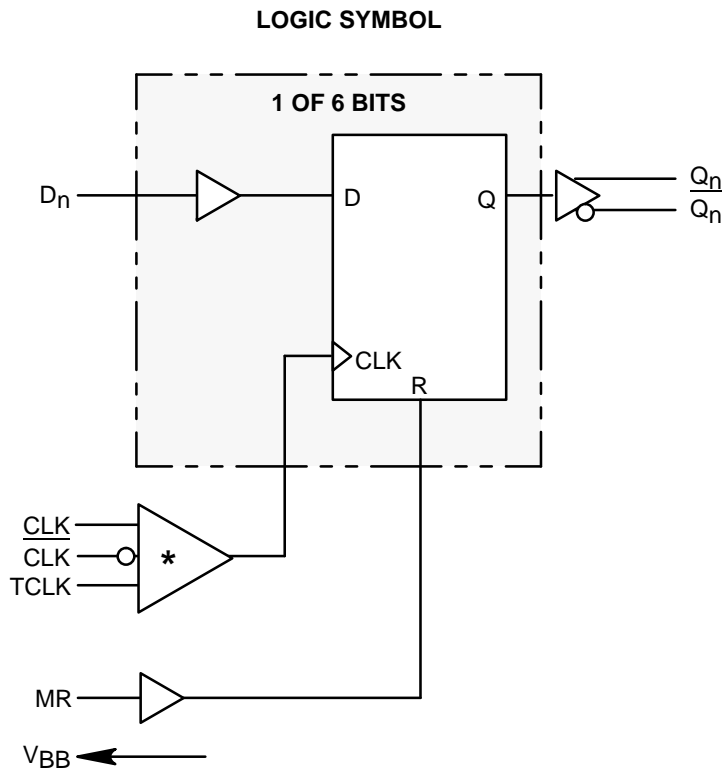 LOGIC SYMBOL
1 OF 6 BITS
Dn
D
Q
Qn
Qn
CLK
R
CLK
CLK
*
TCLK
MR
VBB